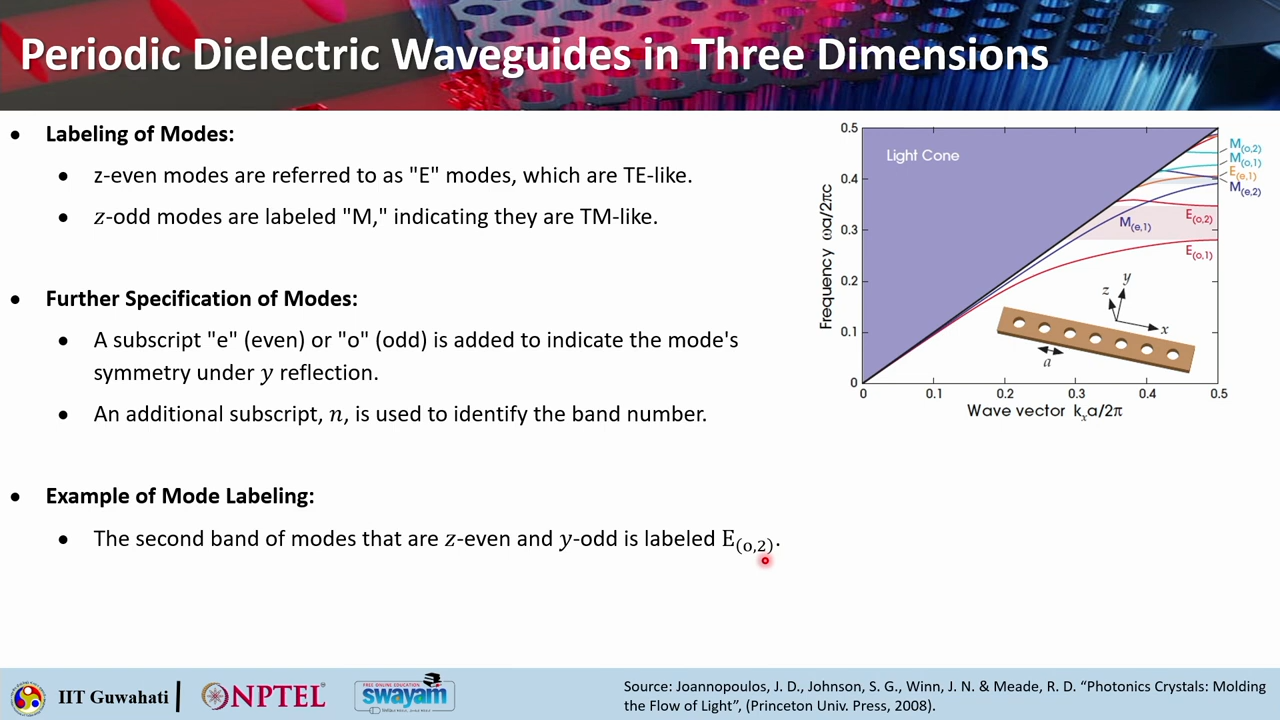 Periodic Dielectric Waveguides in Three Dimensions
• Labeling of Modes:
• z-even modes are referred to as "E" modes, which are TE-like.
• z-odd modes are labeled "M," indicating they are TM-like.
• Further Specification of Modes:
• A subscript "e" (even) or "o" (odd) is added to indicate the mode's
symmetry under y reflection.
• An additional subscript, n, is used to identify the band number.
• Example of Mode Labeling:
• The second band of modes that are z-even and y-odd is labeled E(o,2).
Frequency ωa/2πc
0.5
0.4
0.3
0.2
0.1
0
Light Cone
M(o,2)
M(o,1)
E(e,1)
M(e,2)
E(o,2)
M(e,1)
E(o,1)
y
z
x
a
0 0.1 0.2 0.3 0.4 0.5
Wave vector kxa/2π
IIT Guwahati
NPTEL
FREE ONLINE EDUCATION
swayam
Source: Joannopoulos, J. D., Johnson, S. G., Winn, J. N. & Meade, R. D. “Photonics Crystals: Molding
the Flow of Light”, (Princeton Univ. Press, 2008).